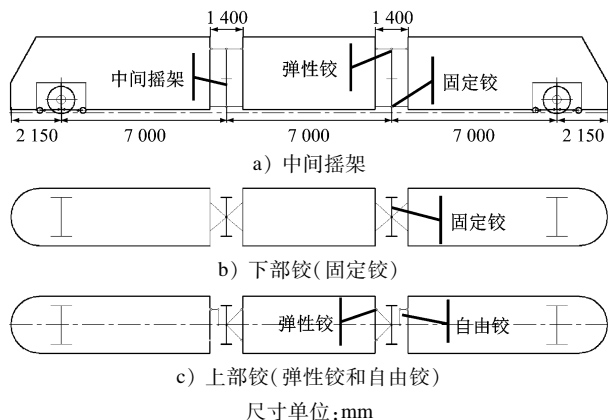 1 400 1 400
中间摇架 弹性铰 固定铰
2 150 7 000 7 000 7 000 2 150
a) 中间摇架
固定铰
b) 下部铰(固定铰)
弹性铰 自由铰
c) 上部铰(弹性铰和自由铰)
尺寸单位:mm